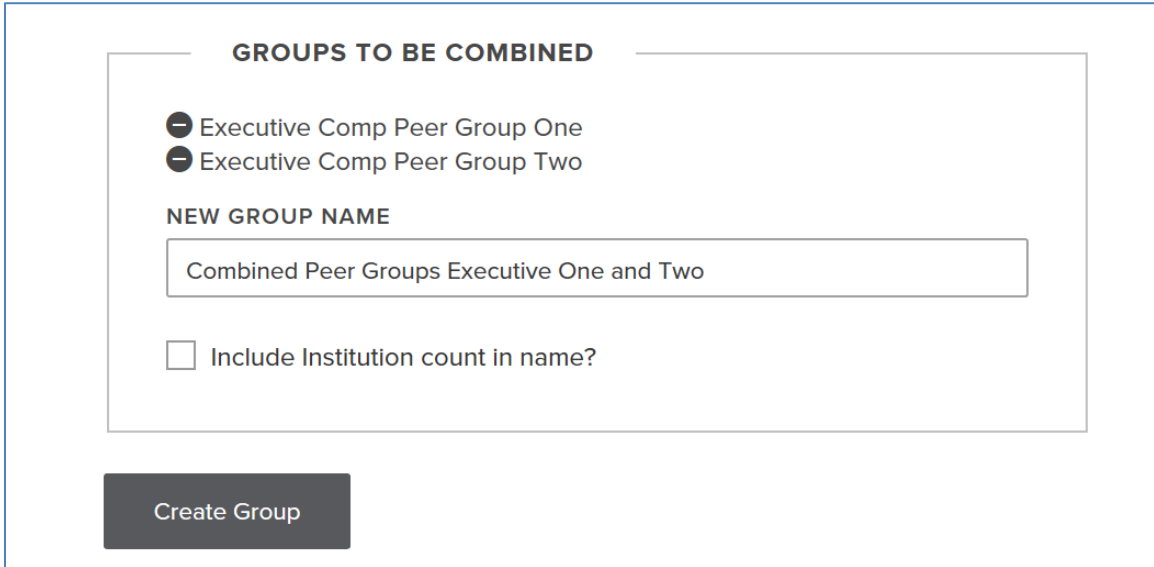 GROUPS TO BE COMBINED
Executive Comp Peer Group One
Executive Comp Peer Group Two
NEW GROUP NAME
Combined Peer Groups Executive One and Two
Include Institution count in name?
Create Group